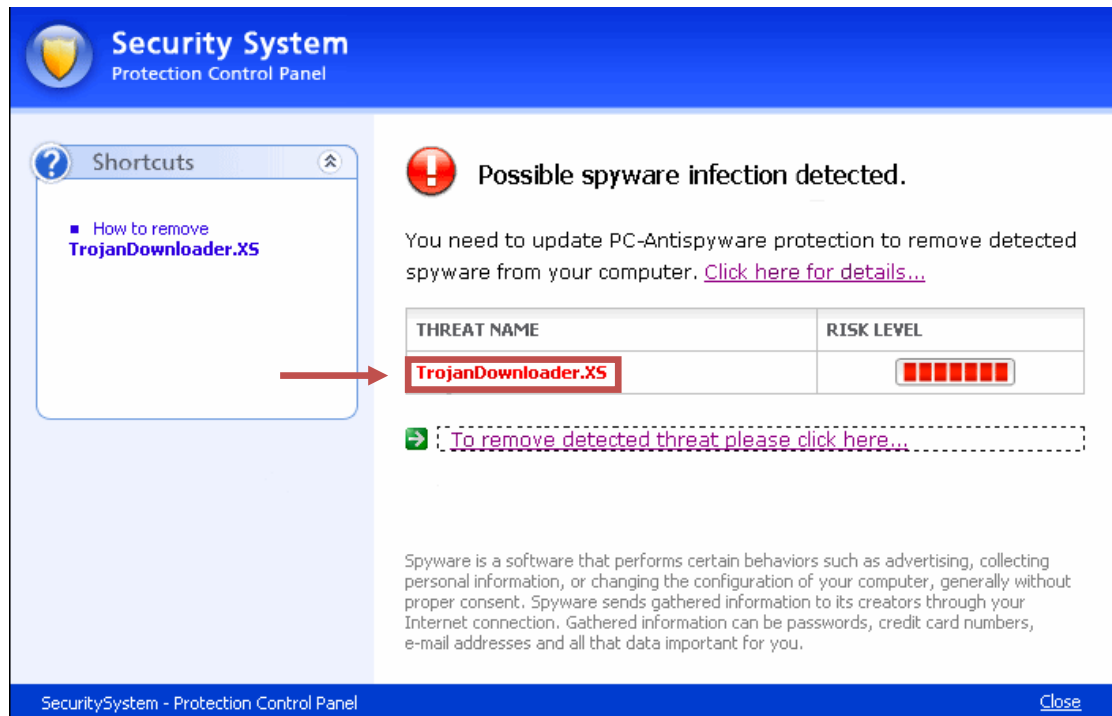 Security System
Protection Control Panel
Shortcuts
How to remove
TrojanDownloader.XS
Possible spyware infection detected.
You need to update PC-Antispyware protection to remove detected
spyware from your computer. Click here for details...
THREAT NAME RISK LEVEL
TrojanDownloader.XS
To remove detected threat please click here...
Spyware is a software that performs certain behaviors such as advertising, collecting
personal information, or changing the configuration of your computer, generally without
proper consent. Spyware sends gathered information to its creators through your
Internet connection. Gathered information can be passwords, credit card numbers,
e-mail addresses and all that data important for you.
SecuritySystem - Protection Control Panel Close